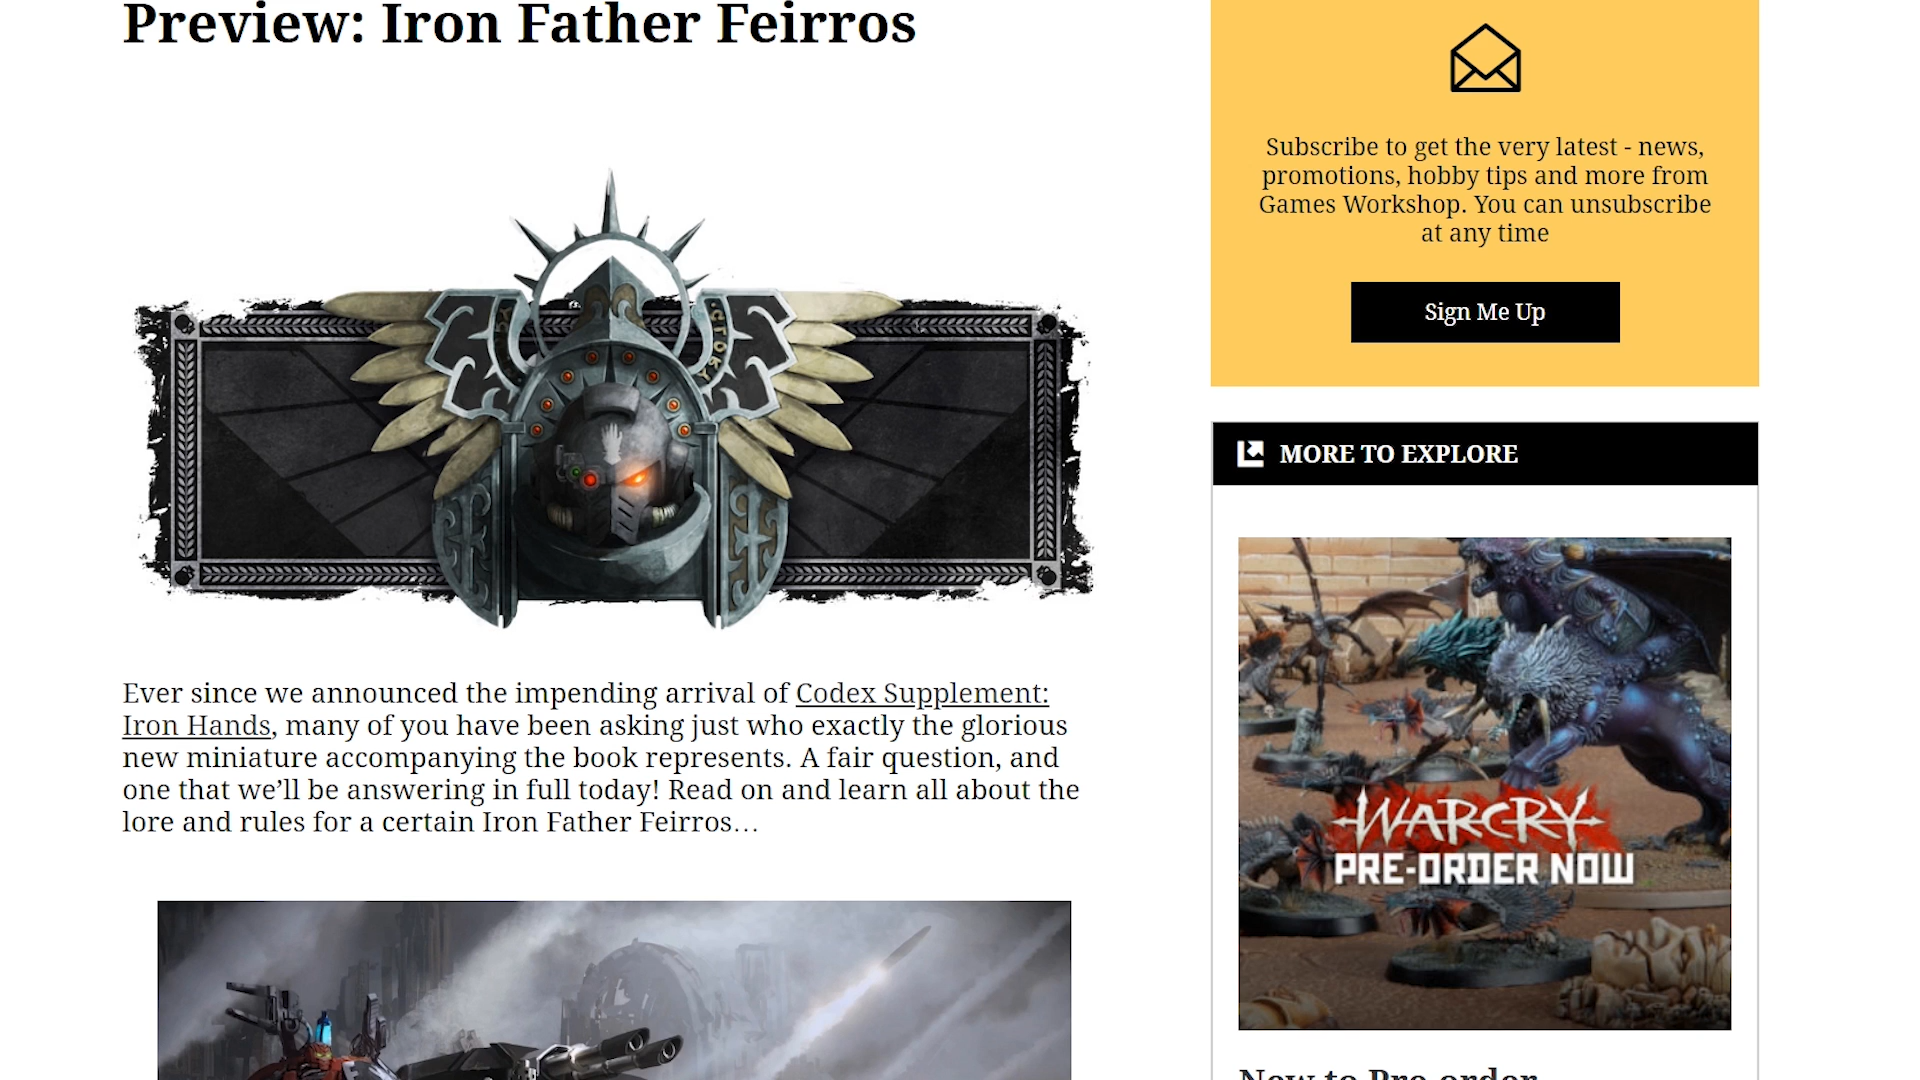 Preview: Iron Father Feirros
Ever since we announced the impending arrival of Codex Supplement:
Iron Hands, many of you have been asking just who exactly the glorious
new miniature accompanying the book represents. A fair question, and
one that we’ll be answering in full today! Read on and learn all about the
lore and rules for a certain Iron Father Feirros…
Subscribe to get the very latest - news,
promotions, hobby tips and more from
Games Workshop. You can unsubscribe
at any time
Sign Me Up
MORE TO EXPLORE
WARCRY
PRE-ORDER NOW
New to Pre-order